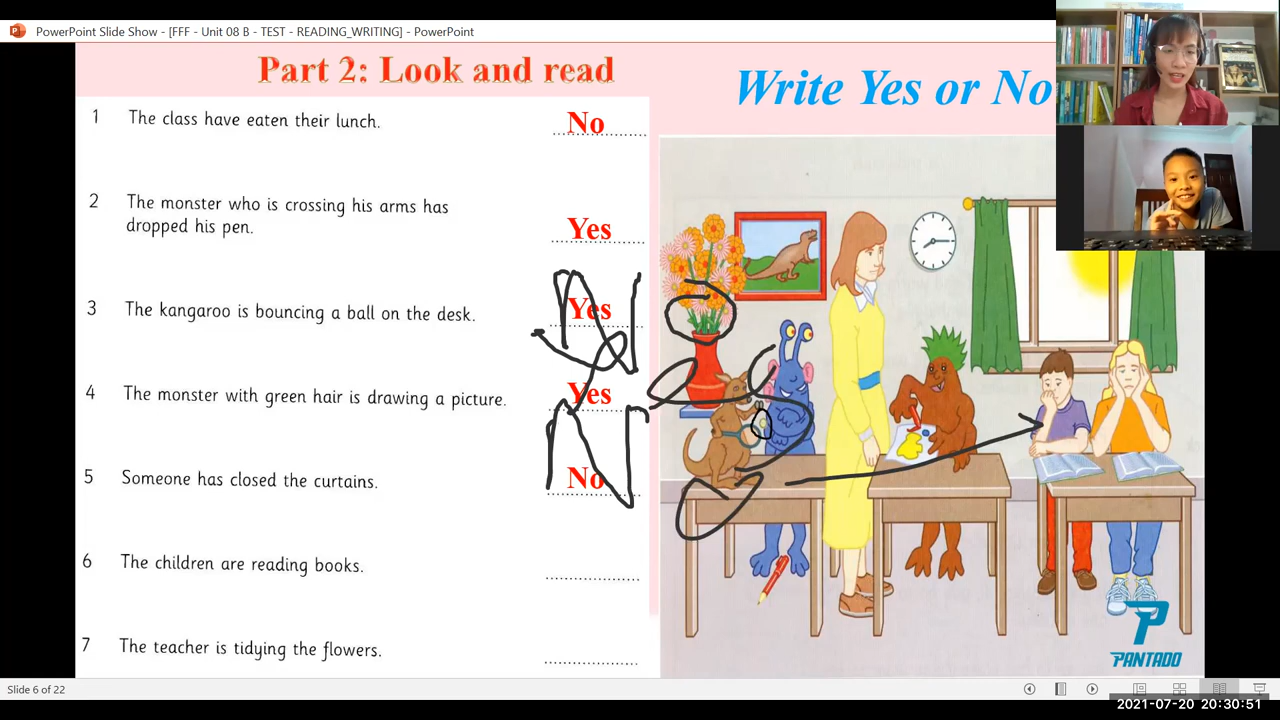 PowerPoint Slide Show - [FFF - Unit 08 B - TEST - READING_WRITING] - PowerPoint
Part 2: Look and read
Write Yes or No
1 The class have eaten their lunch. No
2 The monster who is crossing his arms has
dropped his pen. Yes
3 The kangaroo is bouncing a ball on the desk. Yes
No
4 The monster with green hair is drawing a picture. Yes
Yes
5 Someone has closed the curtains. No
No
6 The children are reading books.
7 The teacher is tidying the flowers.
PANTADO
Slide 6 of 22
2021-07-20 20:30:51